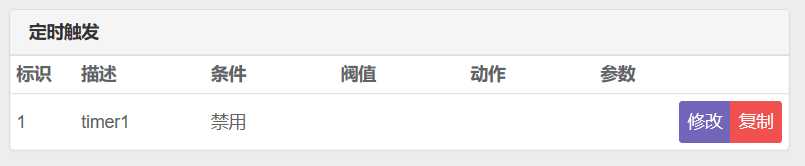 定时触发
标识 描述 条件 阀值 动作 参数
1 timer1 禁用 修改 复制